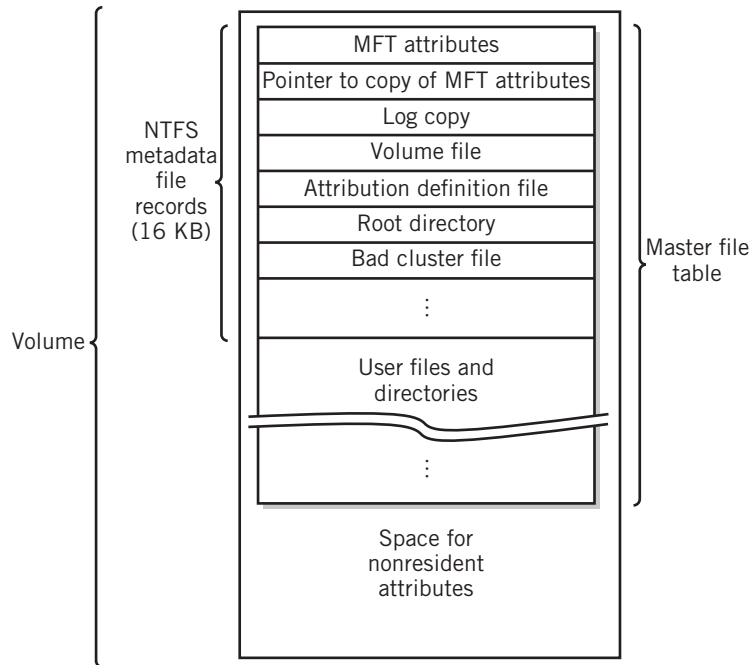 MFT attributes
Pointer to copy of MFT attributes
Log copy
Volume file
Attribution definition file
Root directory
Bad cluster file
⋮
User files and
directories
⋮
Space for
nonresident
attributes
NTFS
metadata
file
records
(16 KB)
Volume
Master file
table